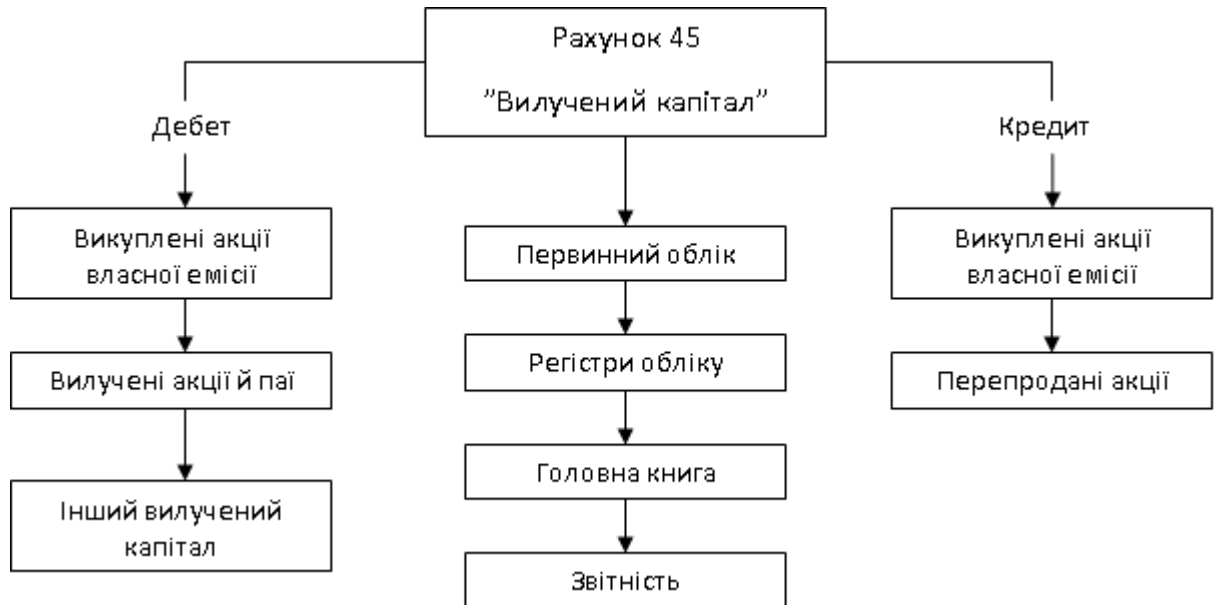 Рахунок 45
”Вилучений капітал”
Дебет
Кредит
Викуплені акції
власної емісії
Вилучені акції й паї
Інший вилучений
капітал
Первинний облік
Регістри обліку
Головна книга
Звітність
Викуплені акції
власної емісії
Перепродані акції